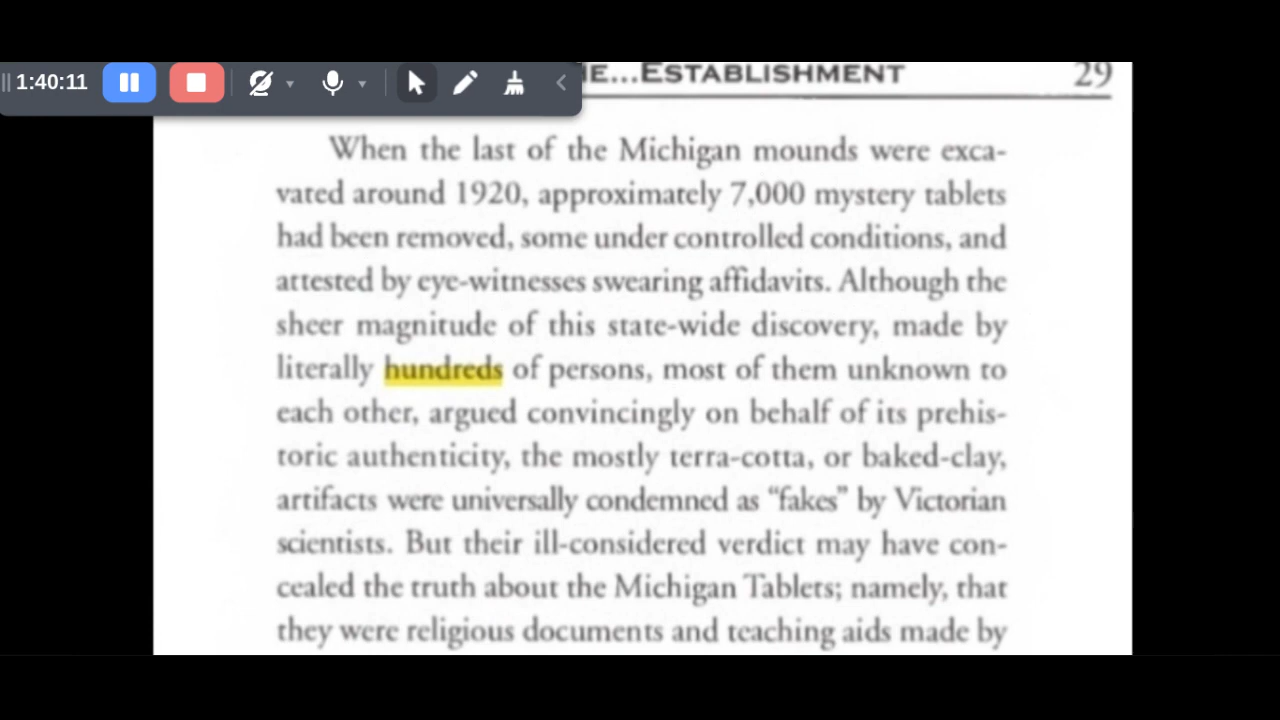 1:40:11
E...ESTABLISHMENT 29
When the last of the Michigan mounds were exca-
vated around 1920, approximately 7,000 mystery tablets
had been removed, some under controlled conditions, and
attested by eye-witnesses swearing affidavits. Although the
sheer magnitude of this state-wide discovery, made by
literally hundreds of persons, most of them unknown to
each other, argued convincingly on behalf of its prehis-
toric authenticity, the mostly terra-cotta, or baked-clay,
artifacts were universally condemned as “fakes” by Victorian
scientists. But their ill-considered verdict may have con-
cealed the truth about the Michigan Tablets; namely, that
they were religious documents and teaching aids made by